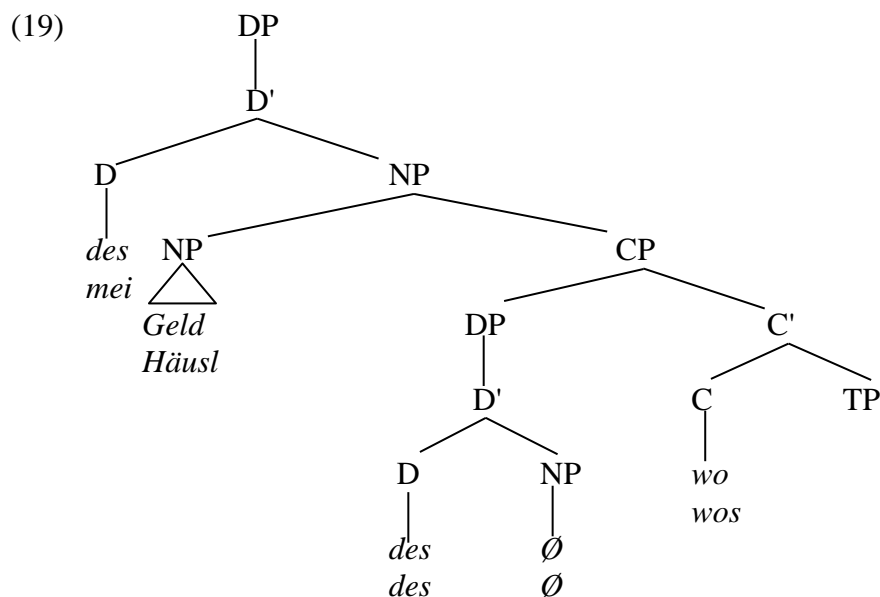 (19) DP
D'
D NP
des NP CP
mei
Geld DP C'
Häusl
D' C TP
D NP wo
wos
des Ø
des Ø